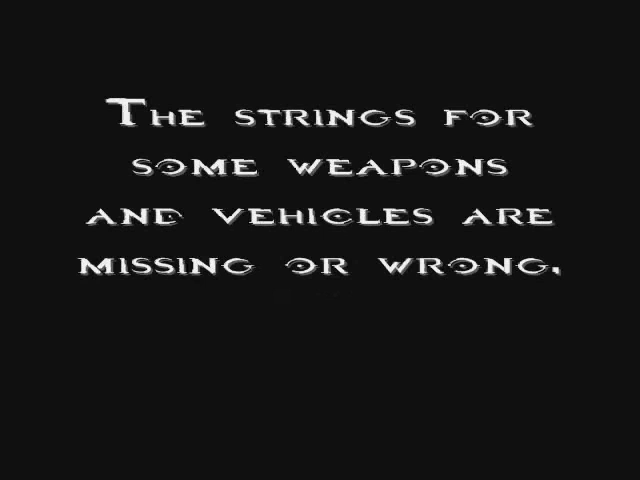 The strings for
some weapons
and vehicles are
missing or wrong,